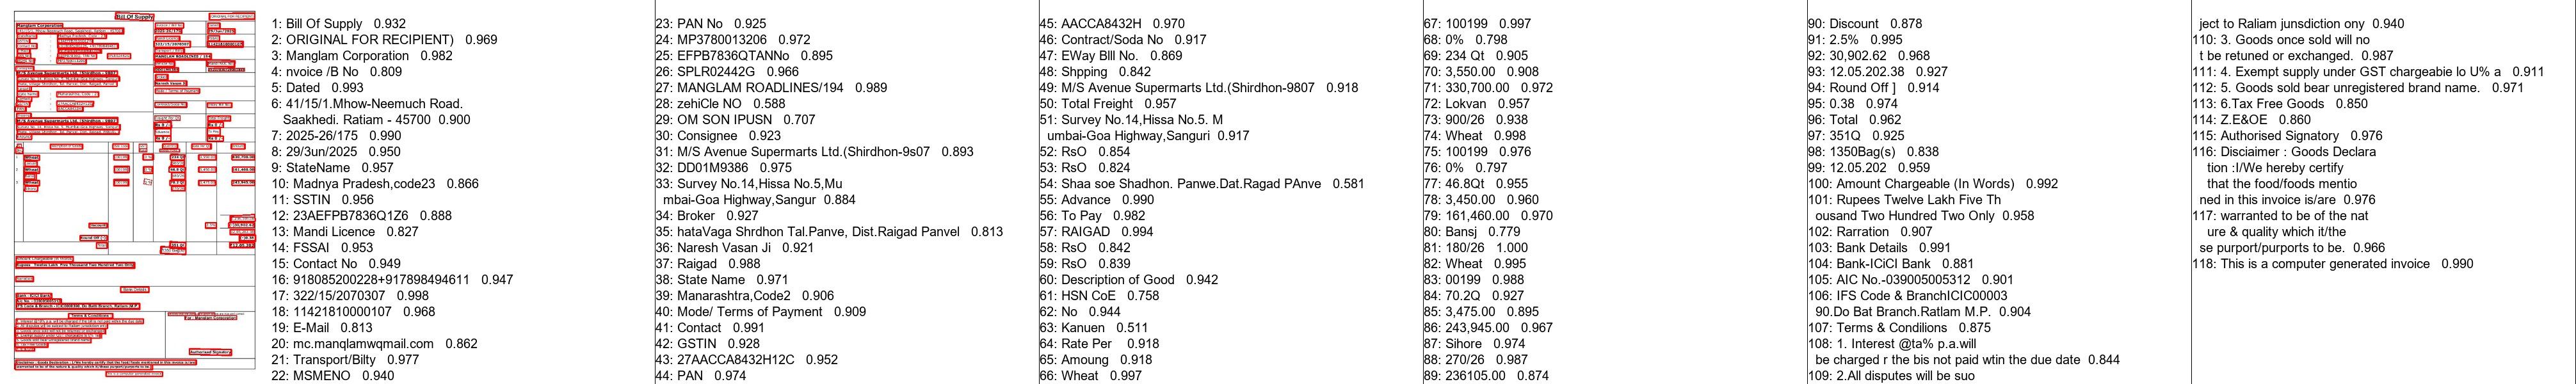 Bill Of Supply
1: Bill Of Supply 0.932
2: ORIGINAL FOR RECIPIENT) 0.969
3: Manglam Corporation 0.982
4: nvoice /B No 0.809
5: Dated 0.993
6: 41/15/1.Mhow-Neemuch Road.
Saakhedi. Ratiam - 45700 0.900
7: 2025-26/175 0.990
8: 29/3un/2025 0.950
9: StateName 0.957
10: Madnya Pradesh,code23 0.866
11: SSTIN 0.956
12: 23AEFPB7836Q1Z6 0.888
13: Mandi Licence 0.827
14: FSSAI 0.953
15: Contact No 0.949
16: 918085200228+917898494611 0.947
17: 322/15/2070307 0.998
18: 11421810000107 0.968
19: E-Mail 0.813
20: mc.manqlamwqmail.com 0.862
21: Transport/Bilty 0.977
22: MSMENO 0.940
23: PAN No 0.925
24: MP3780013206 0.972
25: EFPB7836QTANNo 0.895
26: SPLR02442G 0.966
27: MANGLAM ROADLINES/194 0.989
28: zehiCle NO 0.588
29: OM SON IPUSN 0.707
30: Consignee 0.923
31: M/S Avenue Supermarts Ltd.(Shirdhon-9s07 0.893
32: DD01M9386 0.975
33: Survey No.14,Hissa No.5,Mu
mbai-Goa Highway,Sangur 0.884
34: Broker 0.927
35: hataVaga Shrdhon Tal.Panve, Dist.Raigad Panvel 0.813
36: Naresh Vasan Ji 0.921
37: Raigad 0.988
38: State Name 0.971
39: Manarashtra,Code2 0.906
40: Mode/ Terms of Payment 0.909
41: Contact 0.991
42: GSTIN 0.928
43: 27AACCA8432H12C 0.952
44: PAN 0.974
45: AACCA8432H 0.970
46: Contract/Soda No 0.917
47: EWay BIll No. 0.869
48: Shpping 0.842
49: M/S Avenue Supermarts Ltd.(Shirdhon-9807 0.918
50: Total Freight 0.957
51: Survey No.14,Hissa No.5. M
umbai-Goa Highway,Sanguri 0.917
52: RsO 0.854
53: RsO 0.824
54: Shaa soe Shadhon. Panwe.Dat.Ragad PAnve 0.581
55: Advance 0.990
56: To Pay 0.982
57: RAIGAD 0.994
58: RsO 0.842
59: RsO 0.839
60: Description of Good 0.942
61: HSN CoE 0.758
62: No 0.944
63: Kanuen 0.511
64: Rate Per 0.918
65: Amoung 0.918
66: Wheat 0.997
67: 100199 0.997
68: 0% 0.798
69: 234 Qt 0.905
70: 3,550.00 0.908
71: 330,700.00 0.972
72: Lokvan 0.957
73: 900/26 0.938
74: Wheat 0.998
75: 100199 0.976
76: 0% 0.797
77: 46.8Qt 0.955
78: 3,450.00 0.960
79: 161,460.00 0.970
80: Bansj 0.779
81: 180/26 1.000
82: Wheat 0.995
83: 00199 0.988
84: 70.2Q 0.927
85: 3,475.00 0.895
86: 243,945.00 0.967
87: Sihore 0.974
88: 270/26 0.987
89: 236105.00 0.874
90: Discount 0.878
91: 2.5% 0.995
92: 30,902.62 0.968
93: 12.05.202.38 0.927
94: Round Off ] 0.914
95: 0.38 0.974
96: Total 0.962
97: 351Q 0.925
98: 1350Bag(s) 0.838
99: 12.05.202 0.959
100: Amount Chargeable (In Words) 0.992
101: Rupees Twelve Lakh Five Th
ousand Two Hundred Two Only 0.958
102: Rarration 0.907
103: Bank Details 0.991
104: Bank-ICiCI Bank 0.881
105: AIC No.-039005005312 0.901
106: IFS Code & BranchICIC00003
90.Do Bat Branch.Ratlam M.P. 0.904
107: Terms & Condilions 0.875
108: 1. Interest @ta% p.a.will
be charged r the bis not paid wtin the due date 0.844
109: 2.All disputes will be suo
ject to Raliam junsdiction ony 0.940
110: 3. Goods once sold will no
t be retuned or exchanged. 0.987
111: 4. Exempt supply under GST chargeable lo U% a 0.911
112: 5. Goods sold bear unregistered brand name. 0.971
113: 6.Tax Free Goods 0.850
114: Z.E&OE 0.860
115: Authorised Signatory 0.976
116: Disciaimer : Goods Declara
tion :I/We hereby certify
that the food/foods mentio
ned in this invoice is/are 0.976
117: warranted to be of the nat
ure & quality which it/the
se purport/purports to be. 0.966
118: This is a computer generated invoice 0.990